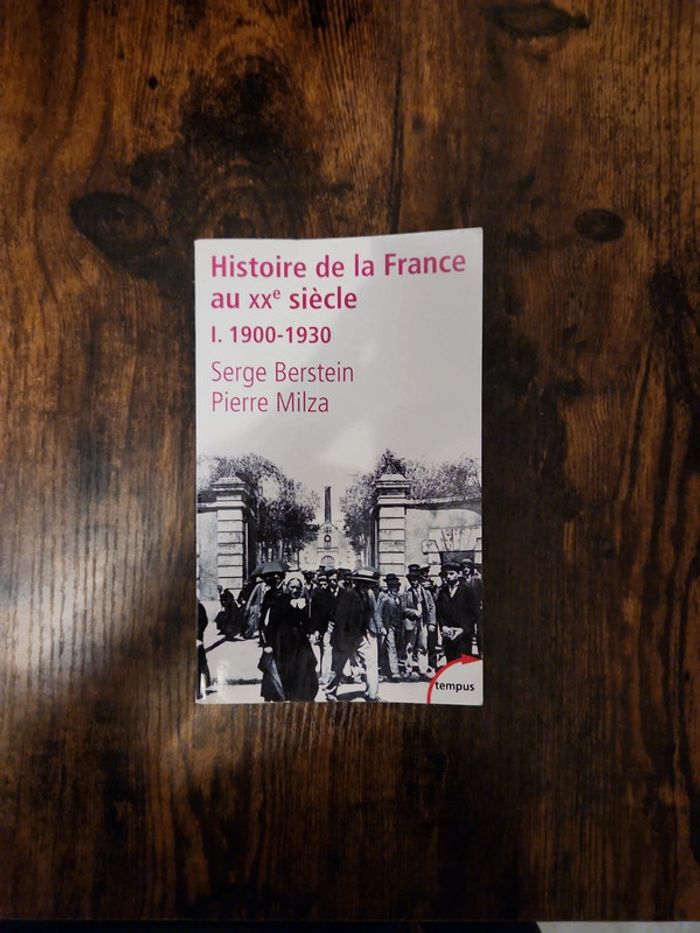 Histoire de la France
au XXe siècle
I. 1900-1930
Serge Berstein
Pierre Milza
tempus